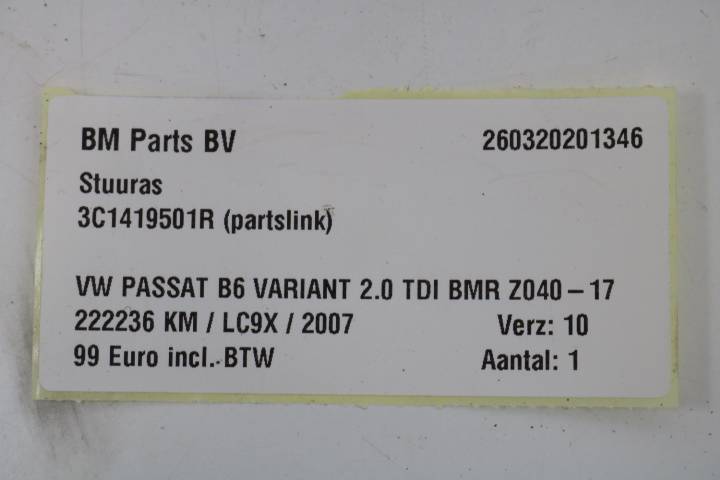 BM Parts BV 260320201346
Stuuras
3C1419501R (partslink)
VW PASSAT B6 VARIANT 2.0 TDI BMR Z040-17
222236 KM / LC9X / 2007 Verz: 10
99 Euro incl. BTW Aantal: 1